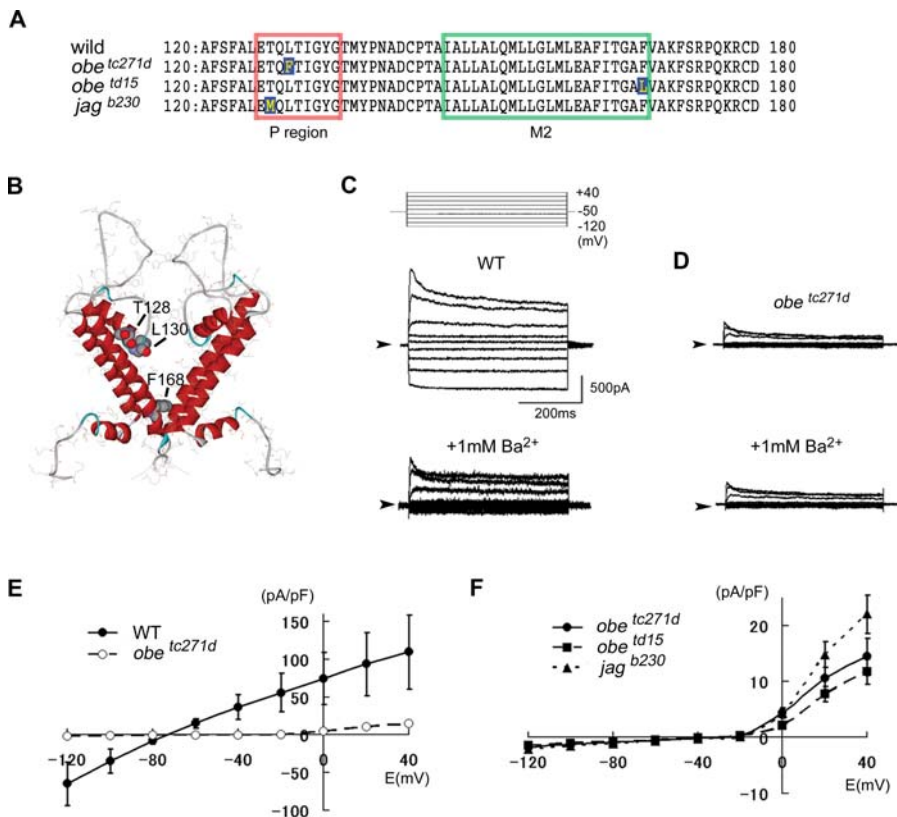 A
wild 120:AFSFALETQLTIGYGTMYPNADCPTAIALLALQMLLGLMLEAFITGAFVAKFSRPQKRCD 180
obe tc271d 120:AFSFALETQFTIGYGTMYPNADCPTAIALLALQMLLGLMLEAFITGAFVAKFSRPQKRCD 180
obe td15 120:AFSFALETQLTIGYGTMYPNADCPTAIALLALQMLLGLMLEAFITGALVAKFSRPQKRCD 180
jag b230 120:AFSFALEMQLTIGYGTMYPNADCPTAIALLALQMLLGLMLEAFITGAFVAKFSRPQKRCD 180
P region M2
B
T128
L130
F168
C
+40
-50
-120
(mV)
WT
500pA
200ms
+1mM Ba2+
D
obe tc271d
+1mM Ba2+
E
(pA/pF)
WT
obe tc271d
150
100
50
0
-120 -80 -40 0 40
-50
E(mV)
-100
F
(pA/pF)
obe tc271d
obe td15
jag b230
20
10
0
-120 -80 -40 0 40
E(mV)
-10